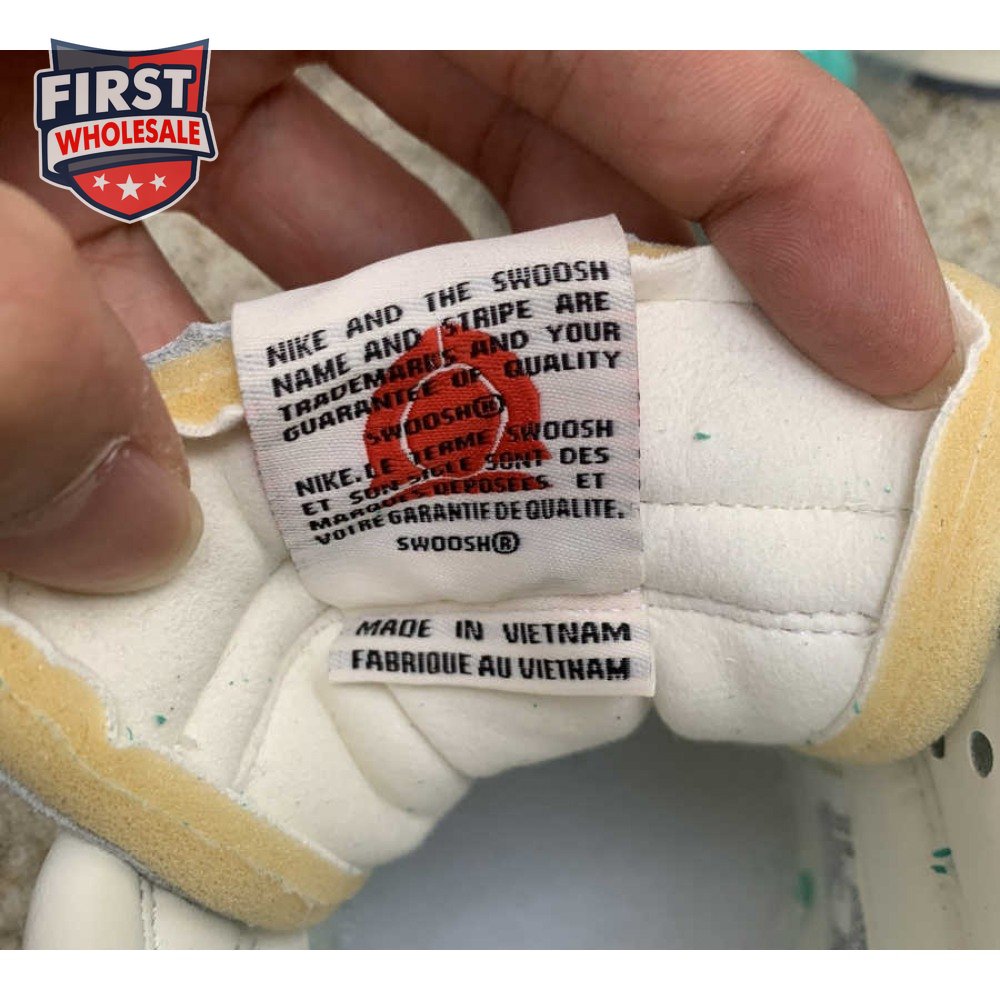 FIRST
WHOLESALE
NIKE AND THE SWOOSH
NAME AND STRIPE ARE
TRADEMARKS AND YOUR
GUARANTEE OF QUALITY
SWOOSH®
NIKE.LE TERME SWOOSH
ET SON SIGLE SONT DES
MARQUES DEPOSEES ET
VOTRE GARANTIE DE QUALITE.
SWOOSH®
MADE IN VIETNAM
FABRIQUE AU VIETNAM